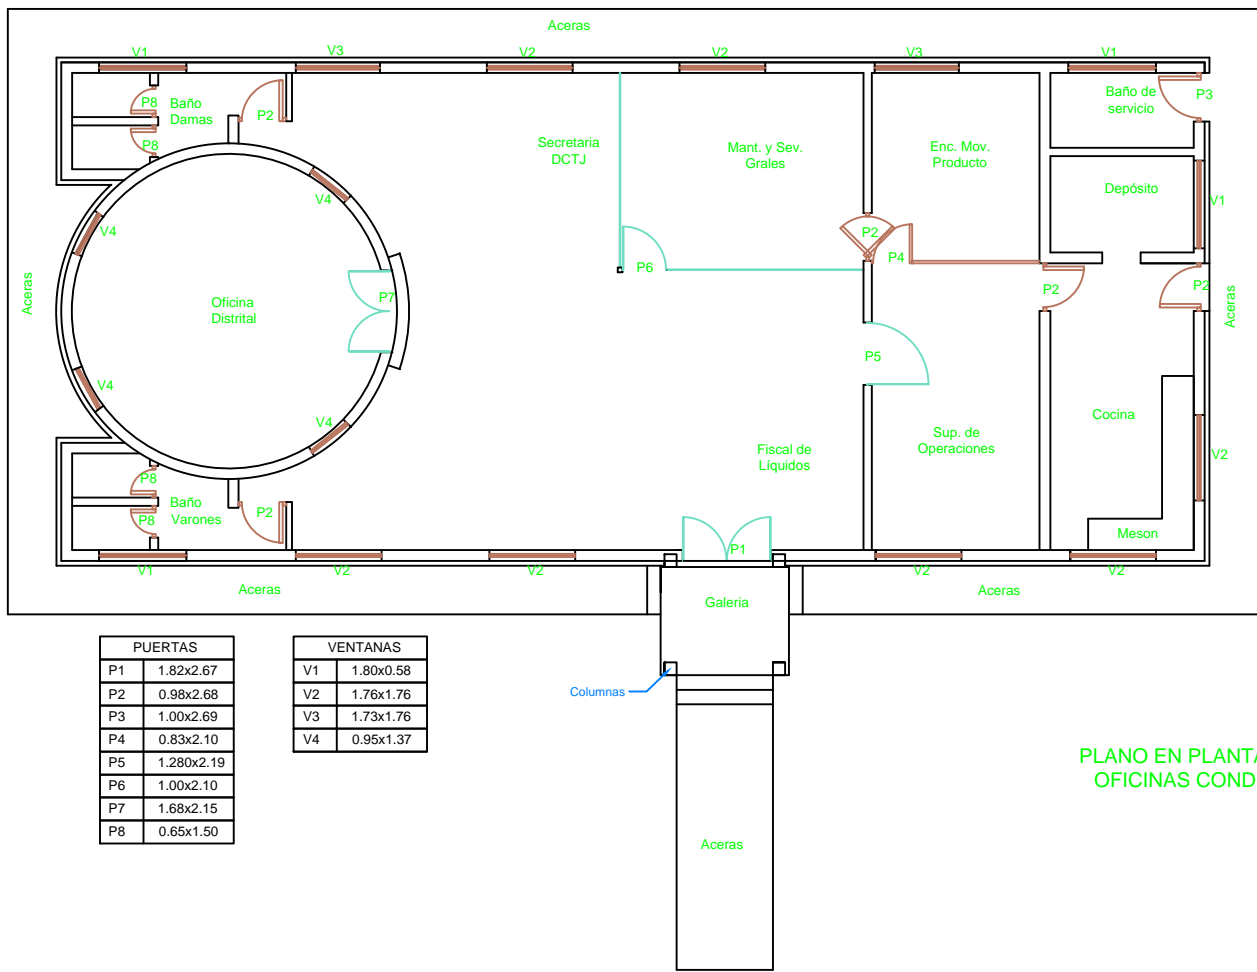 Aceras
V1
V3
V2
V2
V3
V1
P8
Baño
Damas
P2
P8
Secretaria
DCTJ
Mant. y Sev.
Grales
Enc. Mov.
Producto
Baño de
servicio
P3
Depósito
V1
V4
V4
P2
P4
P6
P2
P2
Aceras
Oficina
Distrital
P7
Aceras
P5
V4
V4
Cocina
Sup. de
Operaciones
Fiscal de
Líquidos
V2
P8
Baño
Varones
P8
P2
Meson
P1
V1
V2
V2
V2
V2
Aceras
Aceras
Galeria
Columnas
Aceras
PUERTAS
P1 1.82x2.67
P2 0.98x2.68
P3 1.00x2.69
P4 0.83x2.10
P5 1.280x2.19
P6 1.00x2.10
P7 1.68x2.15
P8 0.65x1.50
VENTANAS
V1 1.80x0.58
V2 1.76x1.76
V3 1.73x1.76
V4 0.95x1.37
PLANO EN PLANTA
OFICINAS COND